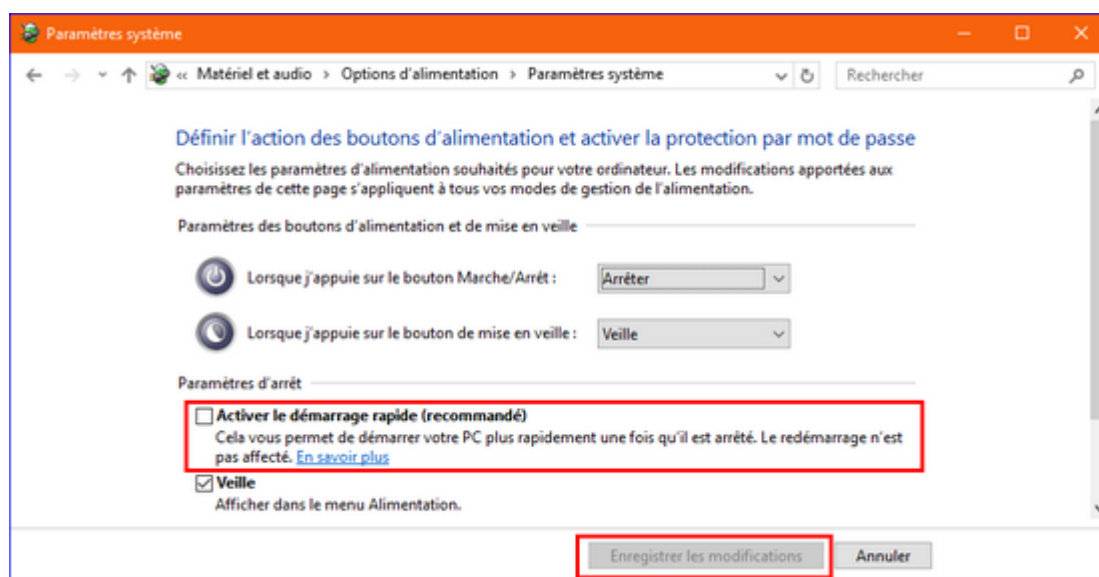 Paramètres système
« Matériel et audio > Options d'alimentation > Paramètres système
Rechercher
Définir l'action des boutons d'alimentation et activer la protection par mot de passe
Choisissez les paramètres d'alimentation souhaités pour votre ordinateur. Les modifications apportées aux
paramètres de cette page s'appliquent à tous vos modes de gestion de l'alimentation.
Paramètres des boutons d'alimentation et de mise en veille
Lorsque j'appuie sur le bouton Marche/Arrêt : Arrêter
Lorsque j'appuie sur le bouton de mise en veille : Veille
Paramètres d'arrêt
Activer le démarrage rapide (recommandé)
Cela vous permet de démarrer votre PC plus rapidement une fois qu'il est arrêté. Le redémarrage n'est
pas affecté. En savoir plus
Veille
Afficher dans le menu Alimentation.
Enregistrer les modifications Annuler